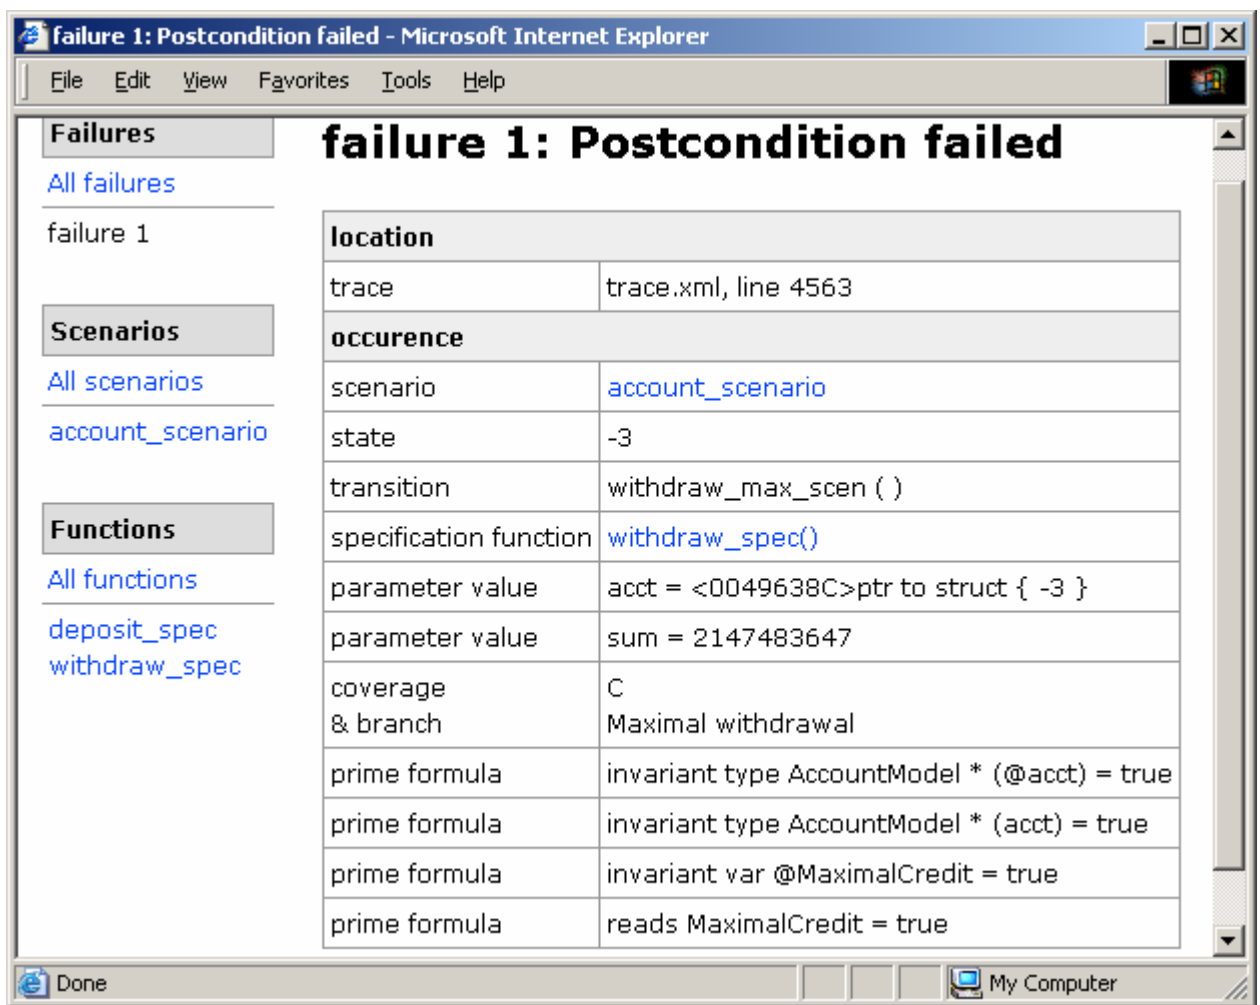 failure 1: Postcondition failed - Microsoft Internet Explorer
File Edit View Favorites Tools Help
Failures
All failures
failure 1
Scenarios
All scenarios
account_scenario
Functions
All functions
deposit_spec
withdraw_spec
failure 1: Postcondition failed
location
trace trace.xml, line 4563
occurence
scenario account_scenario
state -3
transition withdraw_max_scen ( )
specification function withdraw_spec()
parameter value acct = <0049638C>ptr to struct { -3 }
parameter value sum = 2147483647
coverage C
& branch Maximal withdrawal
prime formula invariant type AccountModel * (@acct) = true
prime formula invariant type AccountModel * (acct) = true
prime formula invariant var @MaximalCredit = true
prime formula reads MaximalCredit = true
Done My Computer